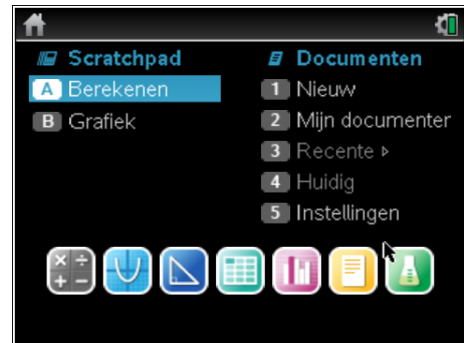 Scratchpad
A Berekenen
B Grafiek
Documenten
1 Nieuw
2 Mijn documenter
3 Recente ▹
4 Huidig
5 Instellingen